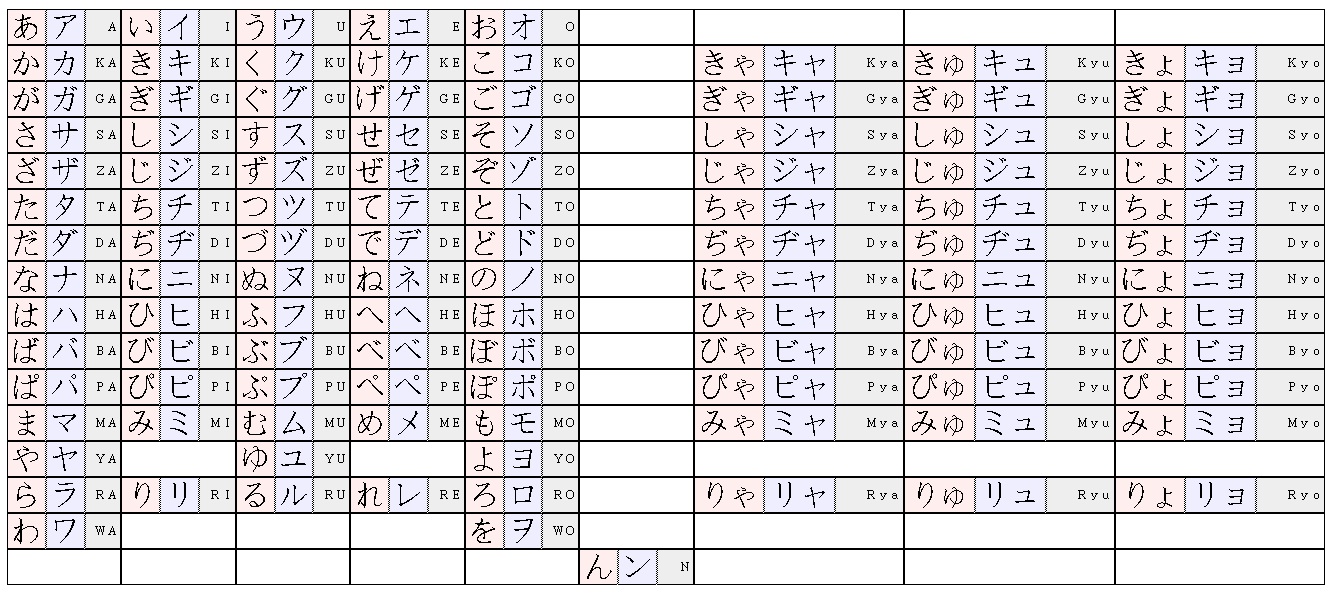 あ ア A い イ I う ウ U え エ E お オ O
か カ KA き キ KI く ク KU け ケ KE こ コ KO きゃ キャ Kya きゅ キュ Kyu きょ キョ Kyo
が ガ GA ぎ ギ GI ぐ グ GU げ ゲ GE ご ゴ GO ぎゃ ギャ Gya ぎゅ ギュ Gyu ぎょ ギョ Gyo
さ サ SA し シ SI す ス SU せ セ SE そ ソ SO しゃ シャ Sya しゅ シュ Syu しょ ショ Syo
ざ ザ ZA じ ジ ZI ず ズ ZU ぜ ゼ ZE ぞ ゾ ZO じゃ ジャ Zya じゅ ジュ Zyu じょ ジョ Zyo
た タ TA ち チ TI つ ツ TU て テ TE と ト TO ちゃ チャ Tya ちゅ チュ Tyu ちょ チョ Tyo
だ ダ DA ぢ ヂ DI づ ヅ DU で デ DE ど ド DO ぢゃ ヂャ Dya ぢゅ ヂュ Dyu ぢょ ヂョ Dyo
な ナ NA に ニ NI ぬ ヌ NU ね ネ NE の ノ NO にゃ ニャ Nya にゅ ニュ Nyu にょ ニョ Nyo
は ハ HA ひ ヒ HI ふ フ HU へ ヘ HE ほ ホ HO ひゃ ヒャ Hya ひゅ ヒュ Hyu ひょ ヒョ Hyo
ば バ BA び ビ BI ぶ ブ BU べ ベ BE ぼ ボ BO びゃ ビャ Bya びゅ ビュ Byu びょ ビョ Byo
ぱ パ PA ぴ ピ PI ぷ プ PU ぺ ペ PE ぽ ポ PO ぴゃ ピャ Pya ぴゅ ピュ Pyu ぴょ ピョ Pyo
ま マ MA み ミ MI む ム MU め メ ME も モ MO みゃ ミャ Mya みゅ ミュ Myu みょ ミョ Myo
や ヤ YA ゆ ユ YU よ ヨ YO
ら ラ RA り リ RI る ル RU れ レ RE ろ ロ RO りゃ リャ Rya りゅ リュ Ryu りょ リョ Ryo
わ ワ WA を ヲ WO
ん ン N